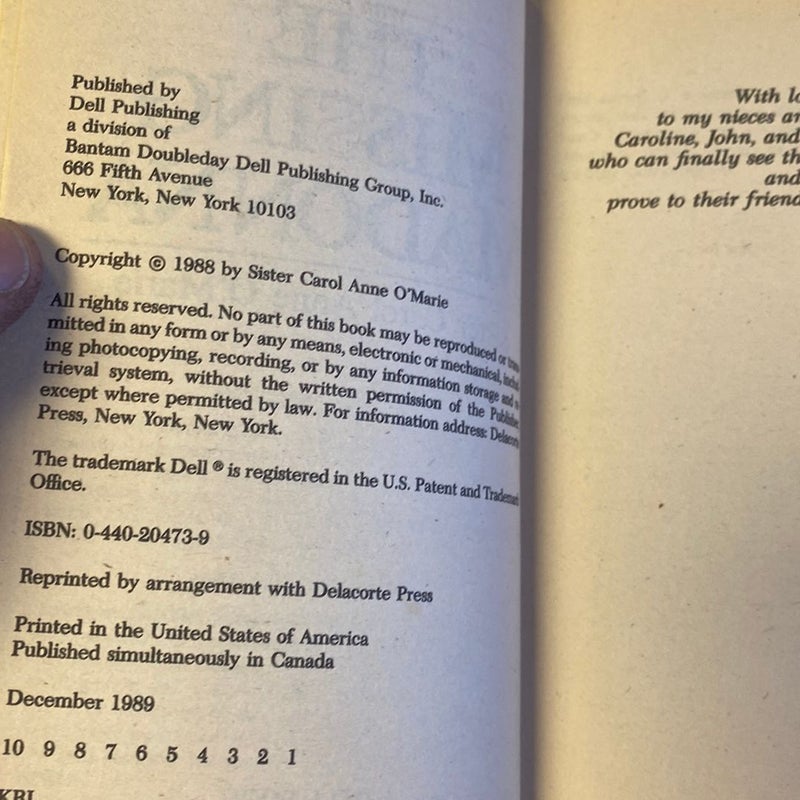 Published by
Dell Publishing
a division of
Bantam Doubleday Dell Publishing Group, Inc.
666 Fifth Avenue
New York, New York 10103
Copyright © 1988 by Sister Carol Anne O'Marie
All rights reserved. No part of this book may be reproduced or
mitted in any form or by any means, electronic or mechanical,
ing photocopying, recording, or by any information storage and
trieval system, without the written permission of the
except where permitted by law. For information address:
Press, New York, New York.
The trademark Dell ® is registered in the U.S. Patent and
Office.
ISBN: 0-440-20473-9
Reprinted by arrangement with Delacorte Press
Printed in the United States of America
Published simultaneously in Canada
December 1989
10 9 8 7 6 5 4 3 2 1
With
to my nieces
Caroline, John, and
who can finally see
and
prove to their